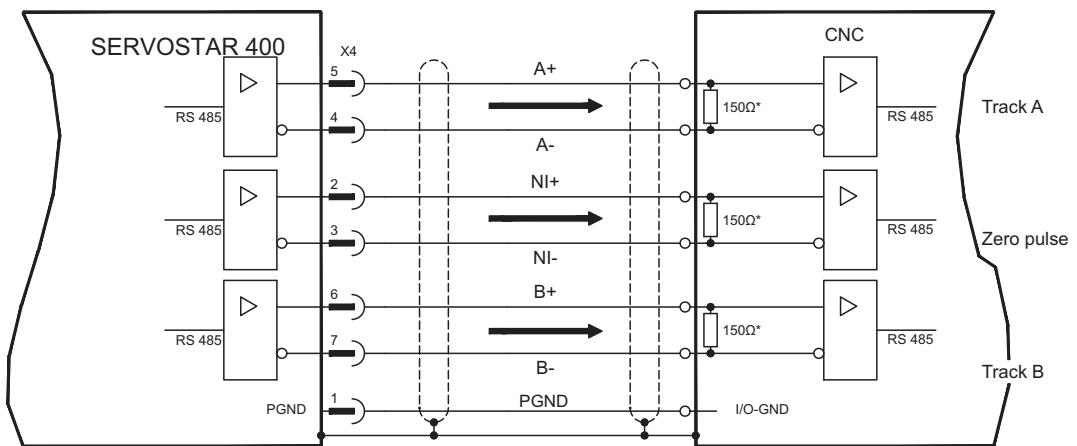 SERVOSTAR 400
X4
CNC
5
A+
150Ω*
RS 485
RS 485
Track A
4
A-
2
NI+
150Ω*
RS 485
RS 485
3
NI-
Zero pulse
6
B+
150Ω*
RS 485
RS 485
7
B-
Track B
PGND
1
PGND
I/O-GND